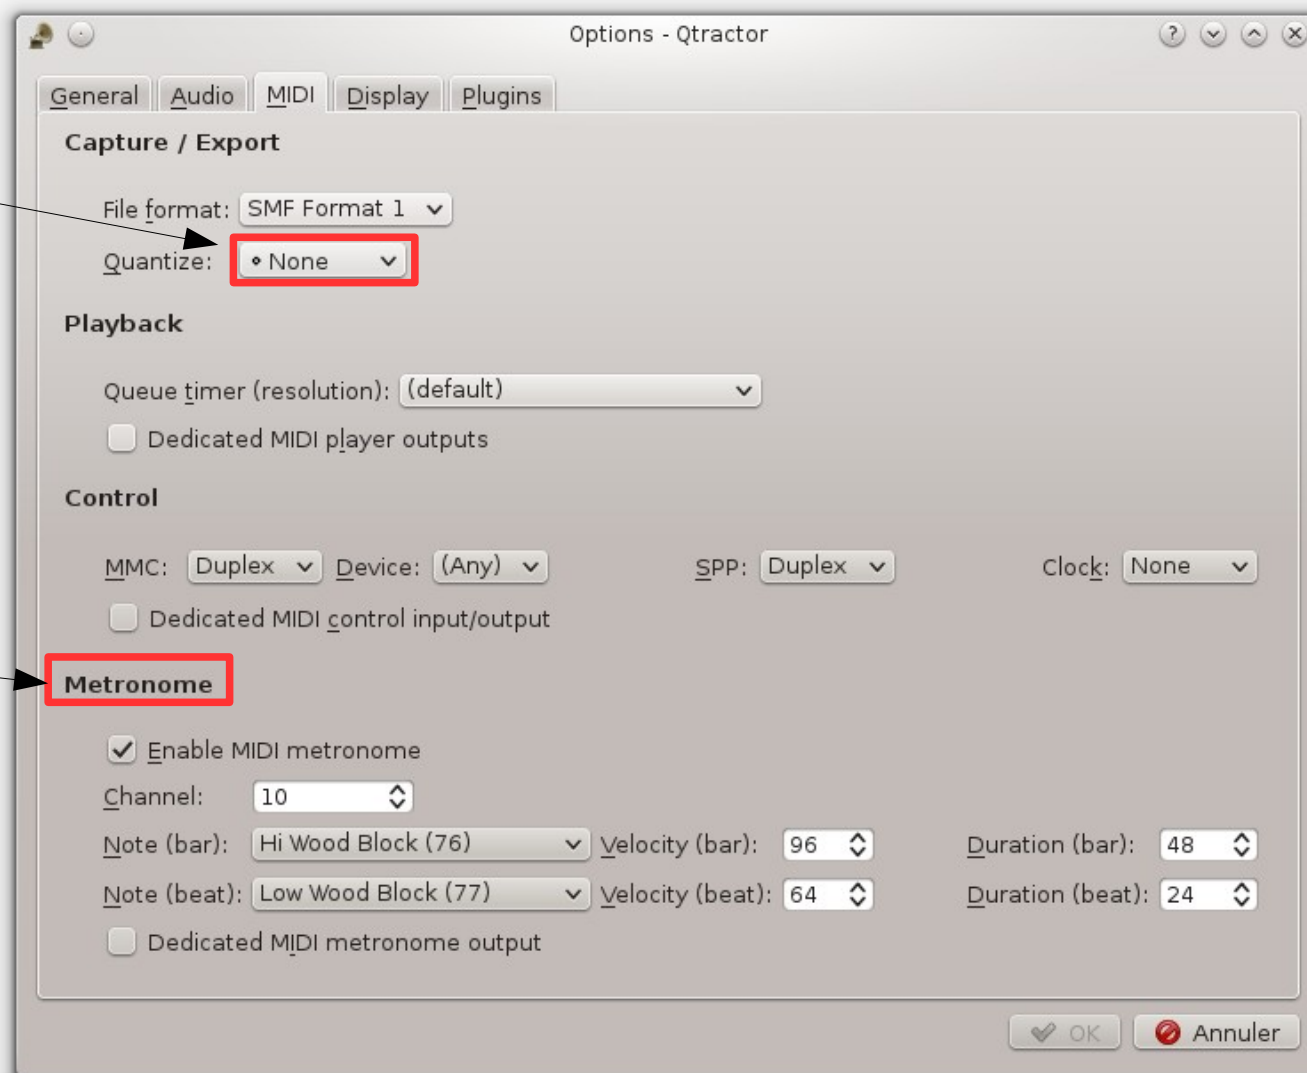 Options - Qtractor
General Audio MIDI Display Plugins
Capture / Export
File format: SMF Format 1
Quantize: None
Playback
Queue timer (resolution): (default)
Dedicated MIDI player outputs
Control
MMC: Duplex Device: (Any) SPP: Duplex Clock: None
Dedicated MIDI control input/output
Metronome
Enable MIDI metronome
Channel: 10
Note (bar): Hi Wood Block (76) Velocity (bar): 96 Duration (bar): 48
Note (beat): Low Wood Block (77) Velocity (beat): 64 Duration (beat): 24
Dedicated MIDI metronome output
OK Annuler